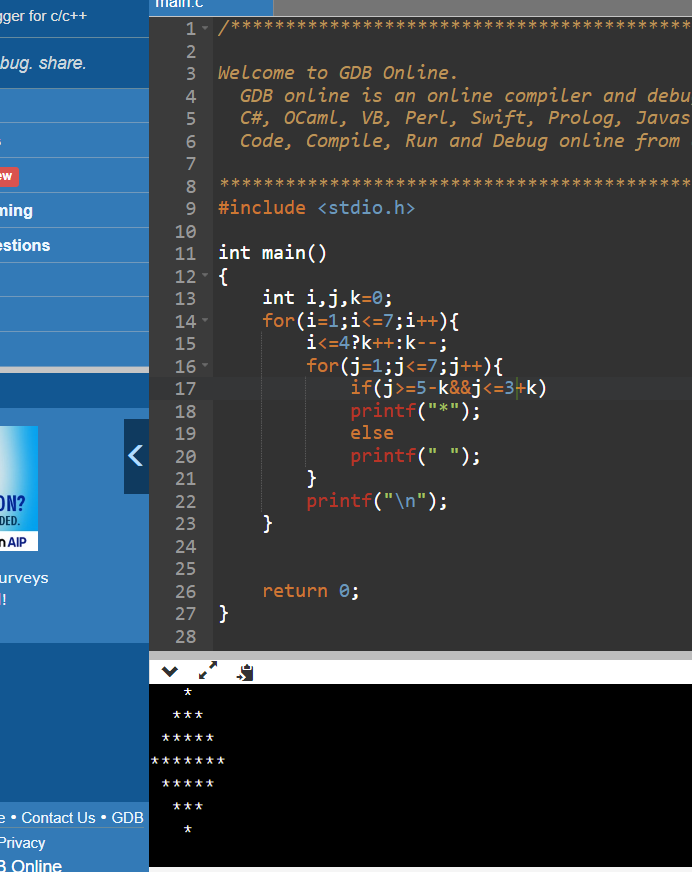 gger for c/c++
bug. share.
ew
ning
estions
ON?
DED.
n AIP
urveys
!
e • Contact Us • GDB
Privacy
B Online
main.c
1 /*******************************************
2
3 Welcome to GDB Online.
4 GDB online is an online compiler and debu
5 C#, OCaml, VB, Perl, Swift, Prolog, Javas
6 Code, Compile, Run and Debug online from
7
8 *******************************************
9 #include <stdio.h>
10
11 int main()
12 {
13 int i,j,k=0;
14 for(i=1;i<=7;i++){
15 i<=4?k++:k--;
16 for(j=1;j<=7;j++){
17 if(j>=5-k&&j<=3+k)
18 printf("*");
19 else
20 printf(" ");
21 }
22 printf("\n");
23 }
24
25
26 return 0;
27 }
28
*
***
*****
*******
*****
***
*